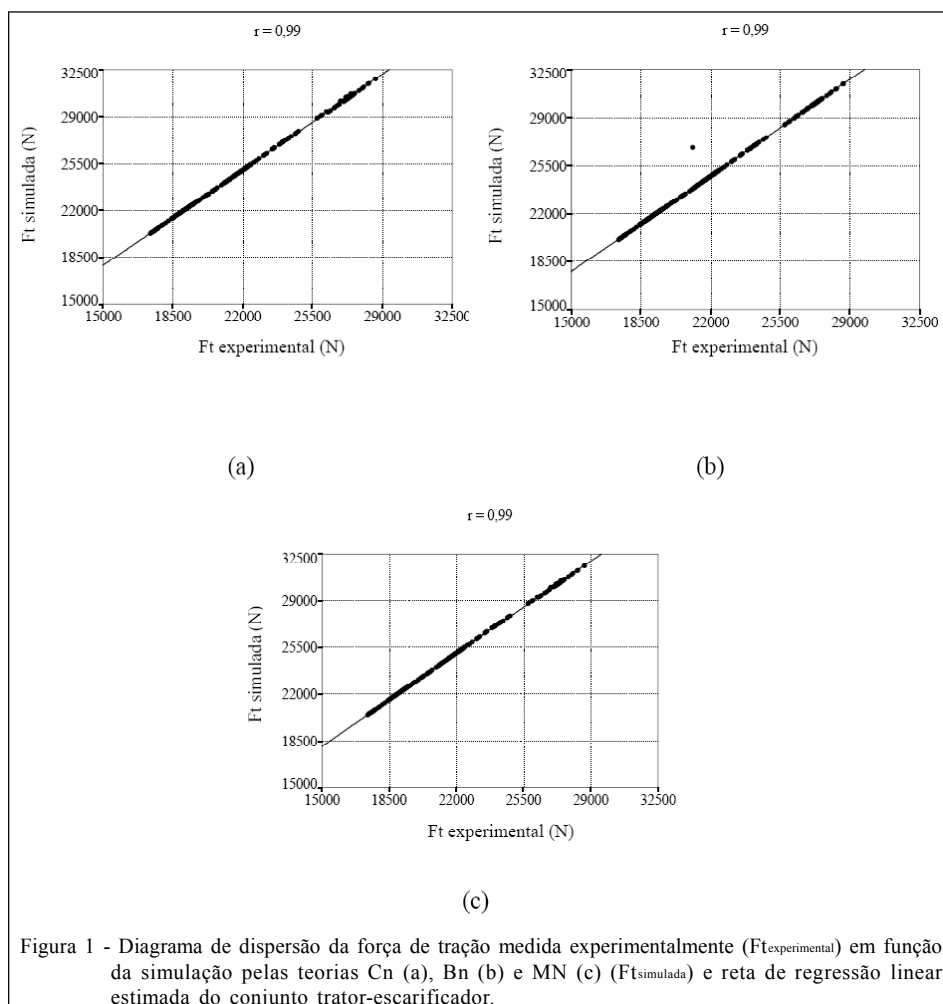 r = 0,99
32500
29000
25500
22000
18500
15000
Ft simulada (N)
15000 18500 22000 25500 29000 32500
Ft experimental (N)
(a)
r = 0,99
32500
29000
25500
22000
18500
15000
Ft simulada (N)
15000 18500 22000 25500 29000 32500
Ft experimental (N)
(b)
r = 0,99
32500
29000
25500
22000
18500
15000
Ft simulada (N)
15000 18500 22000 25500 29000 32500
Ft experimental (N)
(c)
Figura 1 - Diagrama de dispersão da força de tração medida experimentalmente (Ftexperimental) em função
da simulação pelas teorias Cn (a), Bn (b) e MN (c) (Ftsimulada) e reta de regressão linear
estimada do conjunto trator-escarificador.